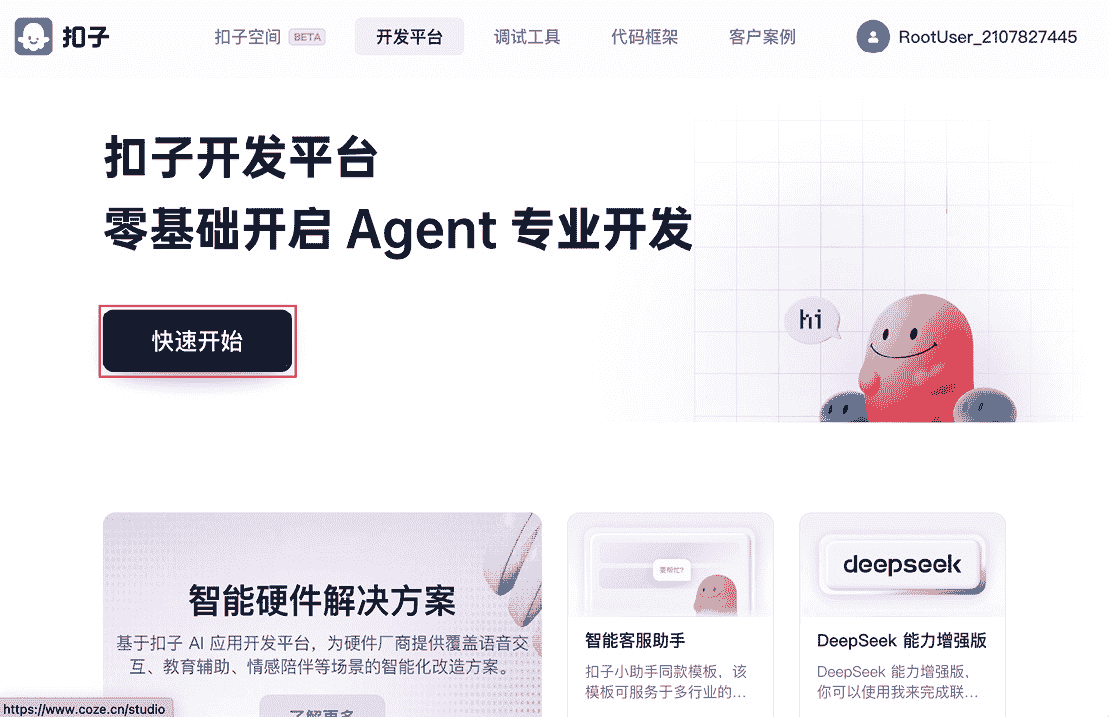 扣子
扣子空间 BETA
开发平台
调试工具
代码框架
客户案例
RootUser_2107827445
扣子开发平台
零基础开启 Agent 专业开发
快速开始
hi
智能硬件解决方案
基于扣子 AI 应用开发平台，为硬件厂商提供覆盖语音交
互、教育辅助、情感陪伴等场景的智能化改造方案。
了解更多
要帮忙?
智能客服助手
扣子小助手同款模板，该
模板可服务于多行业的...
deepseek
DeepSeek 能力增强版
DeepSeek 能力增强版，
你可以使用我来完成联...
https://www.coze.cn/studio